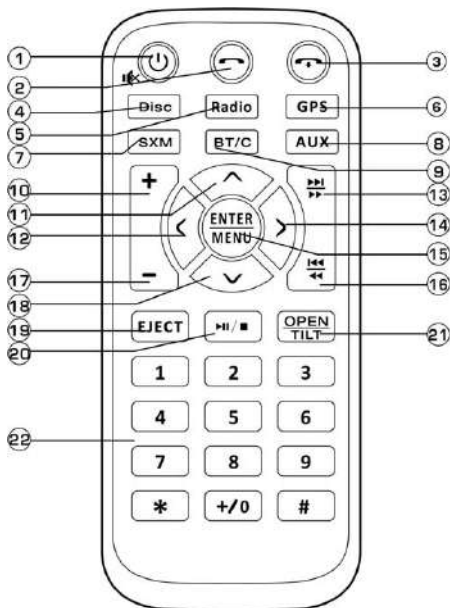 1
2
3
Disc Radio GPS
4
5
6
SXM BT/C AUX
7
8
9
+
10
11
ENTER
MENU
12
13
14
15
16
-
17
18
EJECT
/
OPEN
TILT
19
20
21
1 2 3
4 5 6
22
7 8 9
* +/0 #